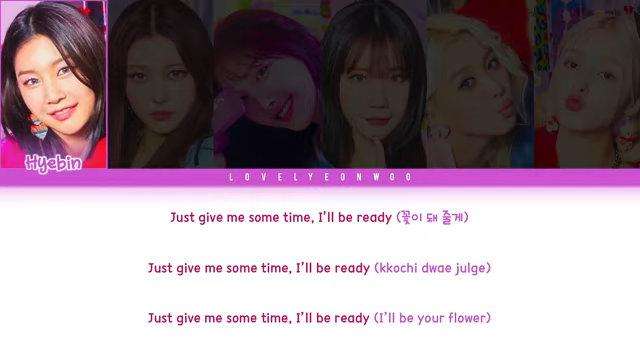 Hyebin
LOVELYEONWOO
Just give me some time, I'll be ready (꽃이 돼 줄게)
Just give me some time, I'll be ready (kkochi dwae julge)
Just give me some time, I'll be ready (I'll be your flower)